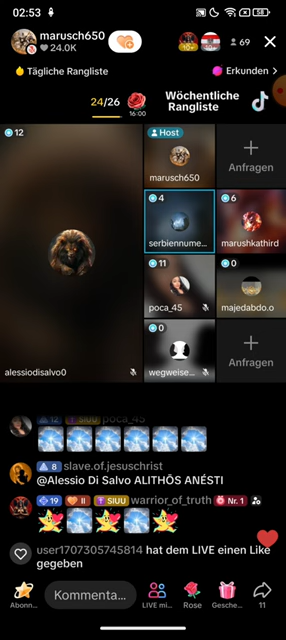 02:53
58
marusch650
24.0K
69
Tägliche Rangliste
Erkunden >
24/26
16:00
Wöchentliche
Rangliste
12
alessiodisalvo0
Host
marusch650
Anfragen
4
serbiennume...
6
marushkathird
11
poca_45
0
majedabdo.o
0
wegweise...
Anfragen
12 SIUU poca_45
8 slave.of.jesuschrist
@Alessio Di Salvo ALITHŌS ANÉSTI
19 II SIUU warrior_of_truth Nr. 1
user1707305745814 hat dem LIVE einen Like
gegeben
Kommenta...
Abonn...
LIVE mi...
Rose
Gesche...
11